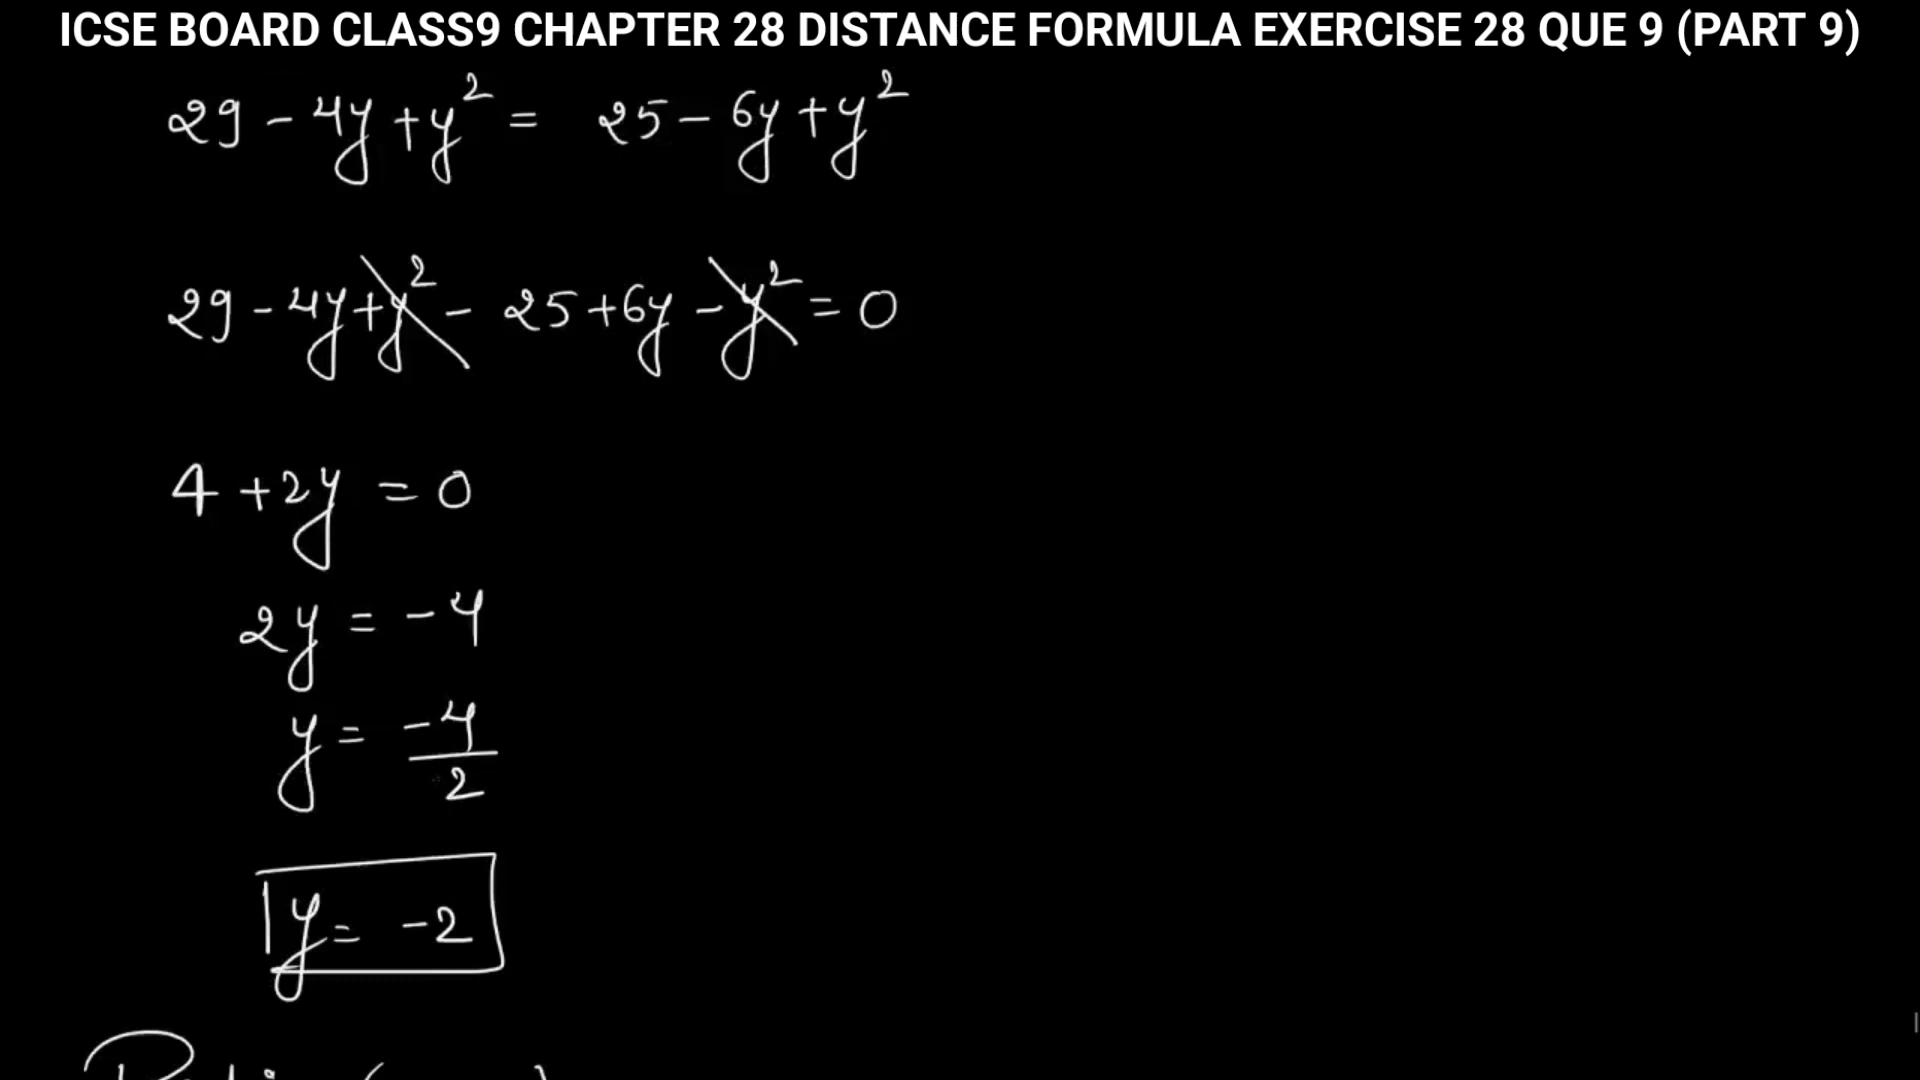 ICSE BOARD CLASS9 CHAPTER 28 DISTANCE FORMULA EXERCISE 28 QUE 9 (PART 9)
29 - 4y + y² = 25 - 6y + y²
29 - 4y + y² - 25 + 6y - y² = 0
4 + 2y = 0
2y = -4
y = -4/2
y = -2